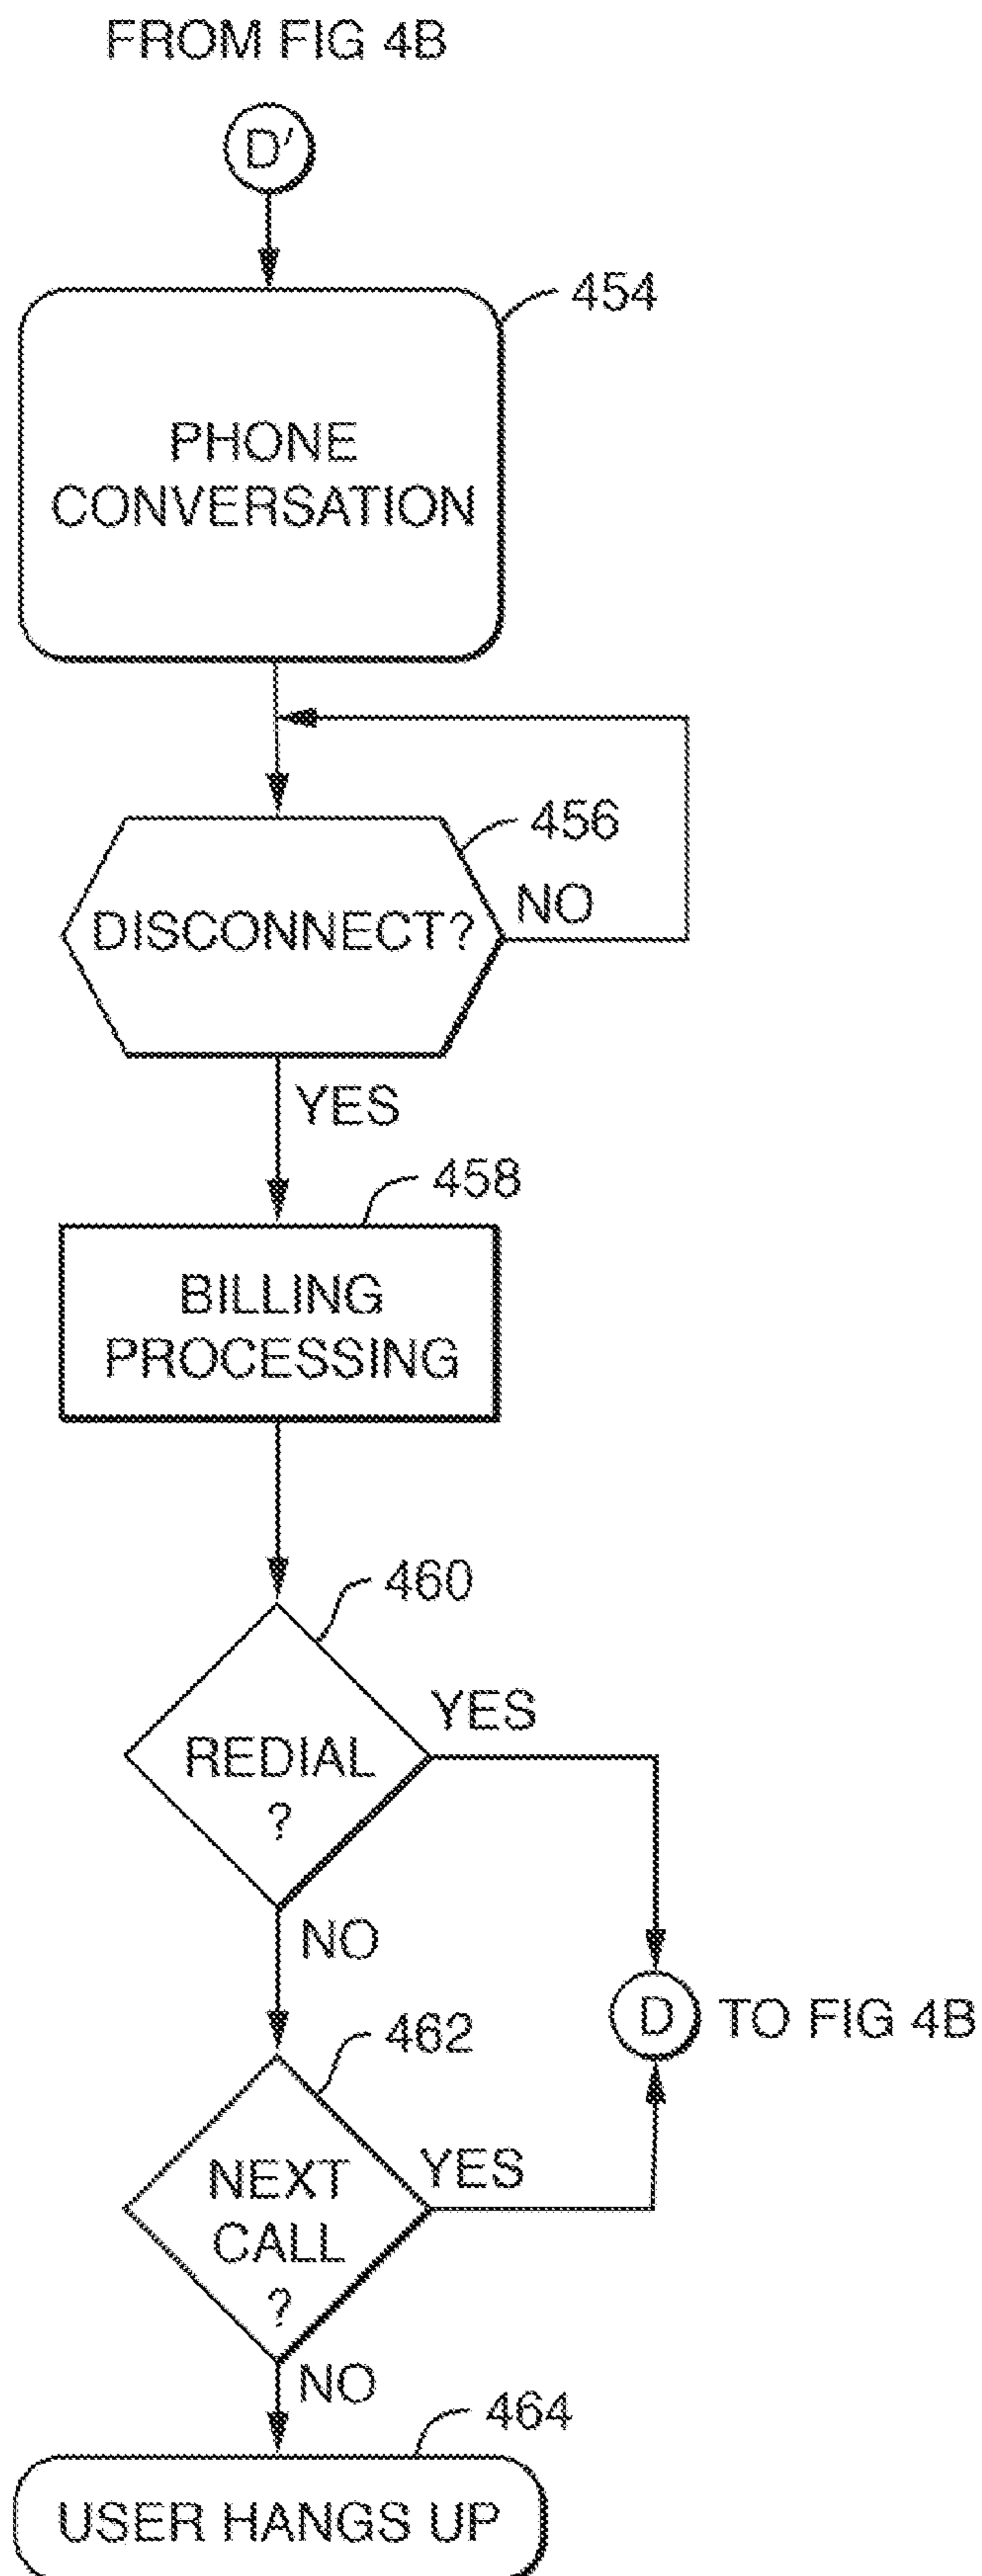 FROM FIG 4B
D'
454
PHONE
CONVERSATION
456
DISCONNECT?
NO
YES
458
BILLING
PROCESSING
460
YES
REDIAL
?
NO
D TO FIG 4B
462
YES
NEXT
CALL
?
NO
464
USER HANGS UP